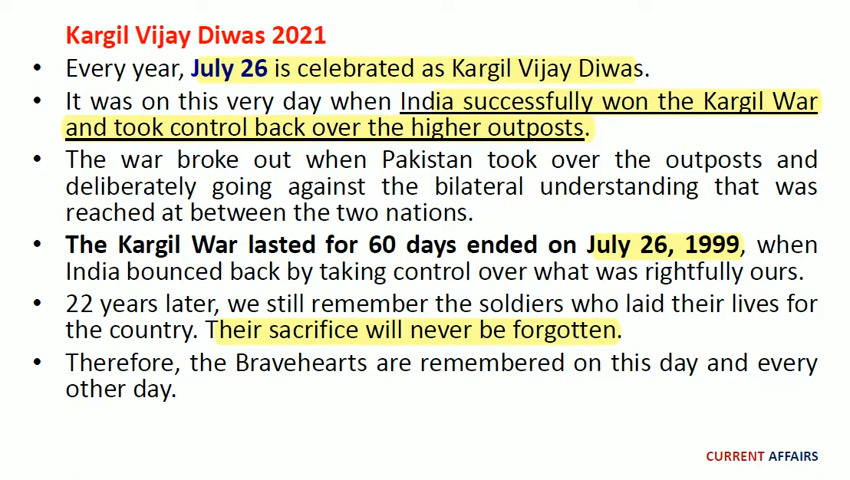 Kargil Vijay Diwas 2021
• Every year, July 26 is celebrated as Kargil Vijay Diwas.
• It was on this very day when India successfully won the Kargil War
and took control back over the higher outposts.
• The war broke out when Pakistan took over the outposts and
deliberately going against the bilateral understanding that was
reached at between the two nations.
• The Kargil War lasted for 60 days ended on July 26, 1999, when
India bounced back by taking control over what was rightfully ours.
• 22 years later, we still remember the soldiers who laid their lives for
the country. Their sacrifice will never be forgotten.
• Therefore, the Bravehearts are remembered on this day and every
other day.
CURRENT AFFAIRS